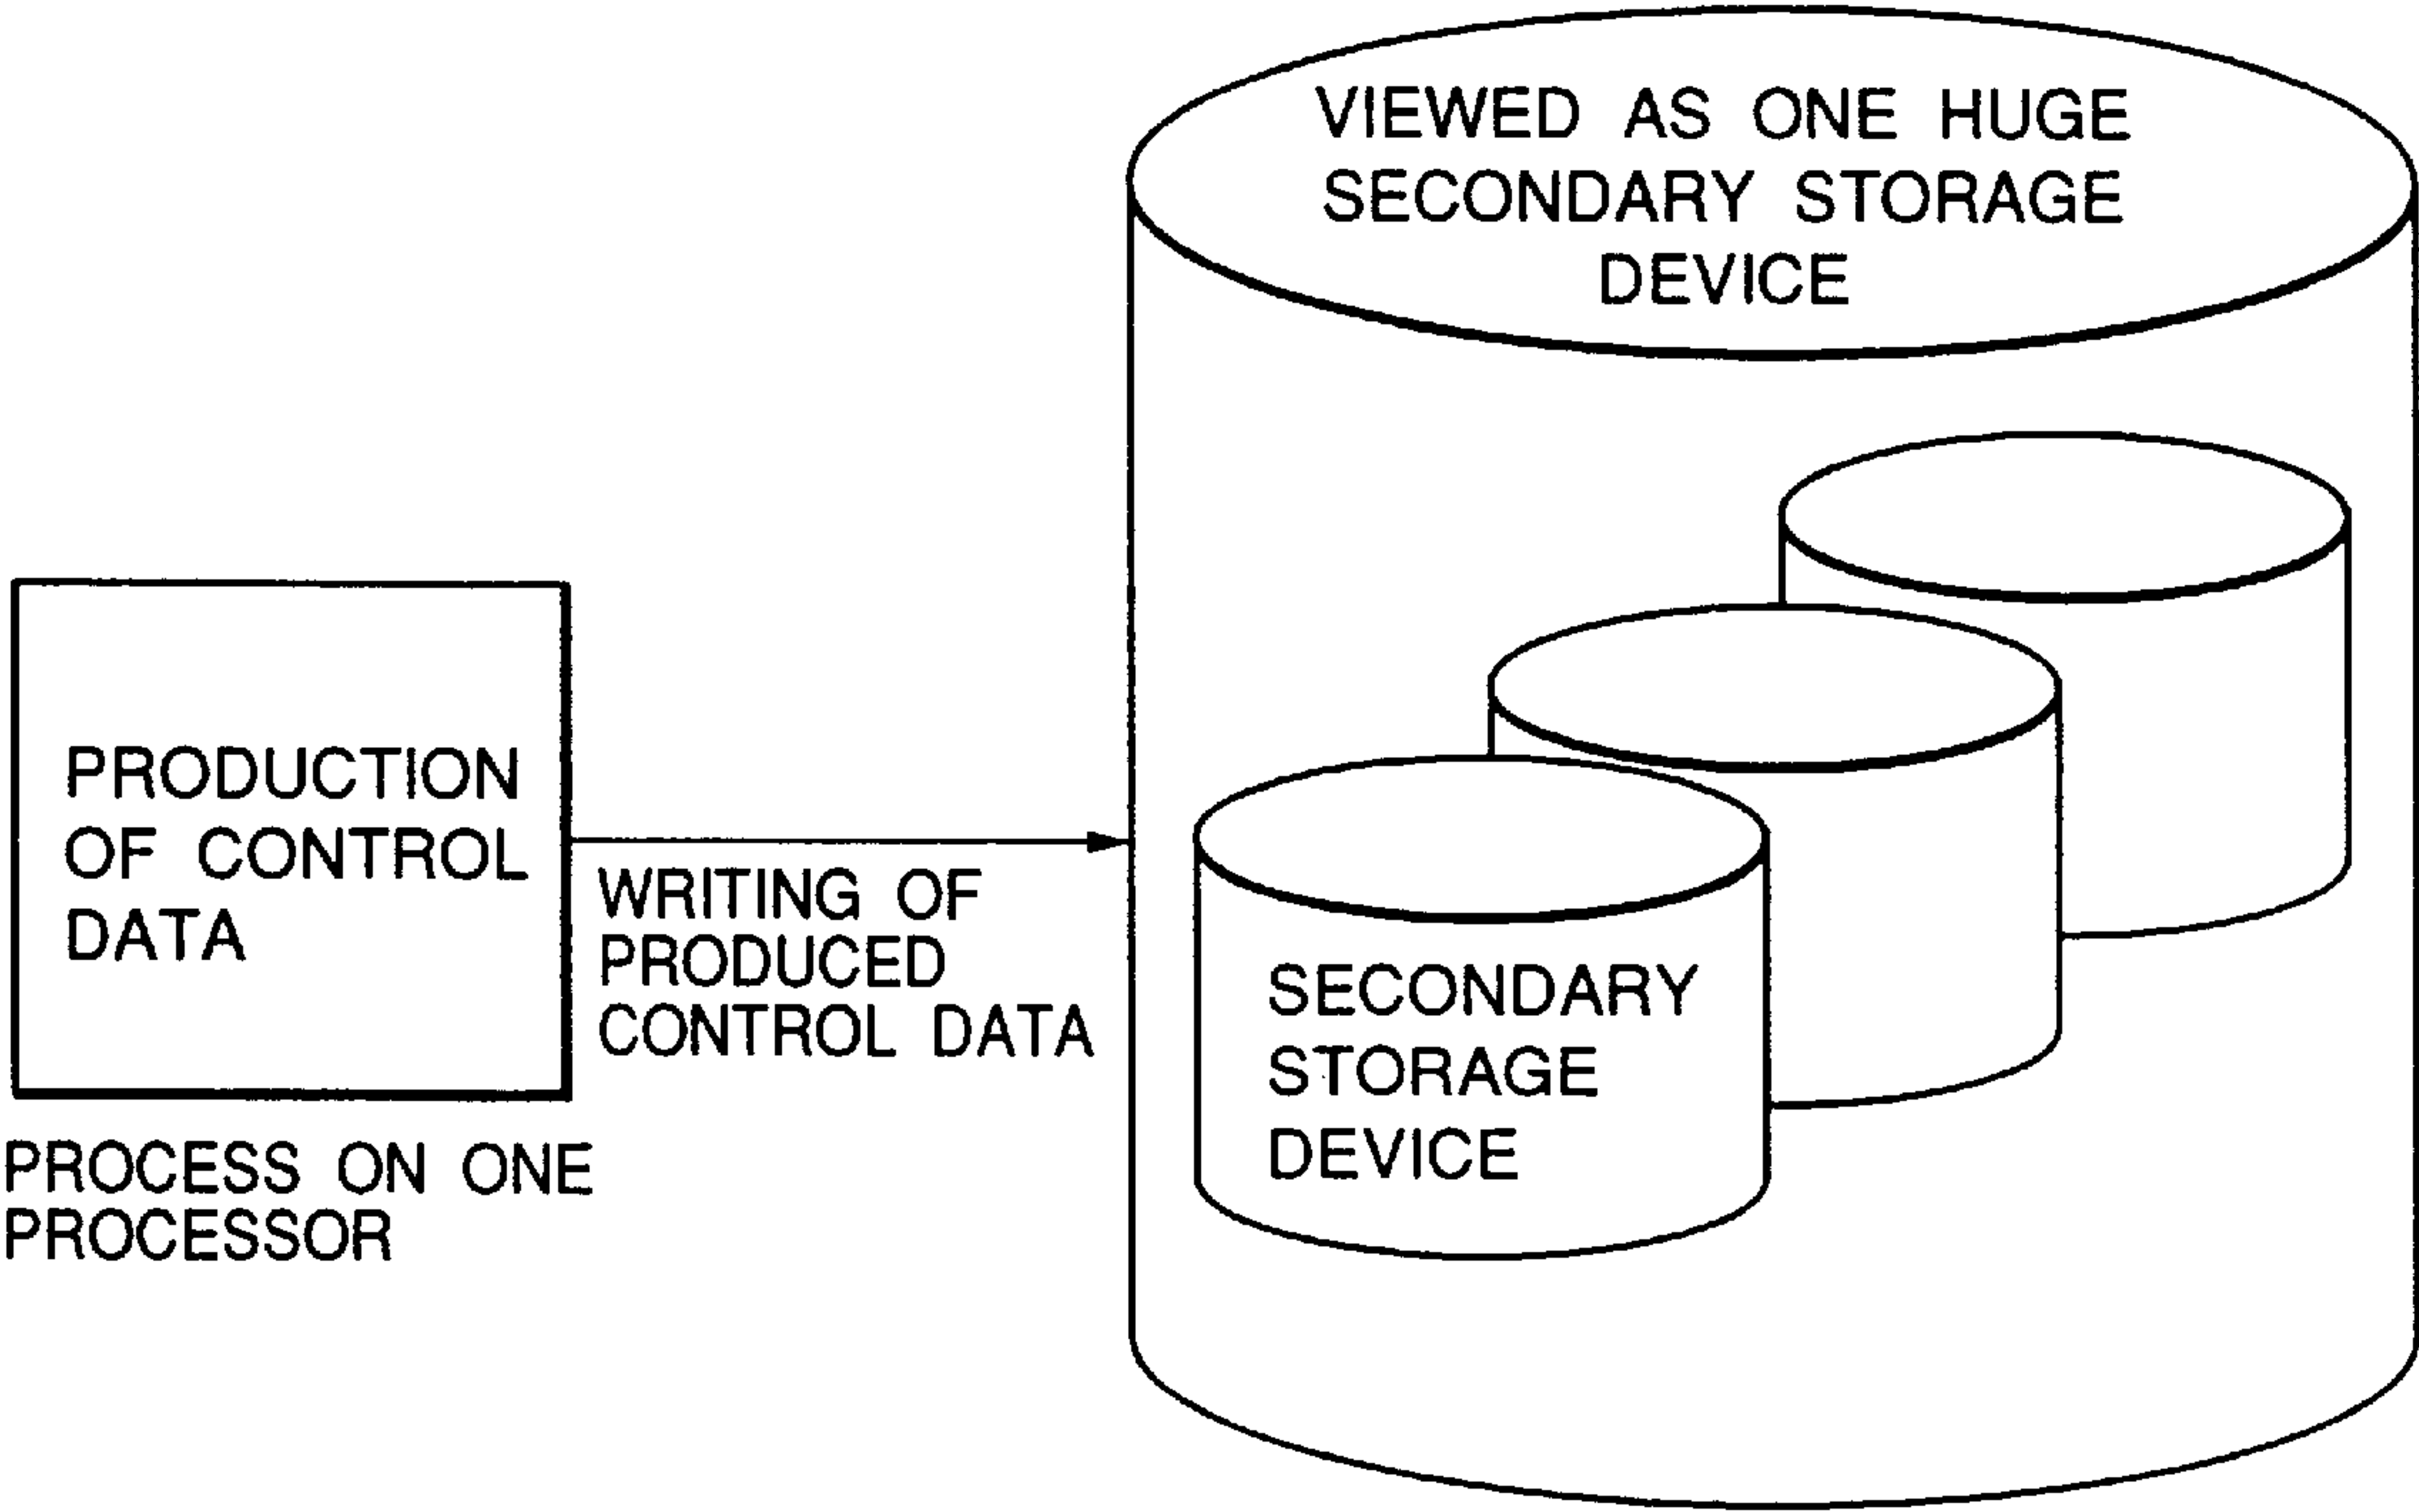 VIEWED AS ONE HUGE
SECONDARY STORAGE
DEVICE
PRODUCTION
OF CONTROL
DATA
WRITING OF
PRODUCED
CONTROL DATA
SECONDARY
STORAGE
DEVICE
PROCESS ON ONE
PROCESSOR